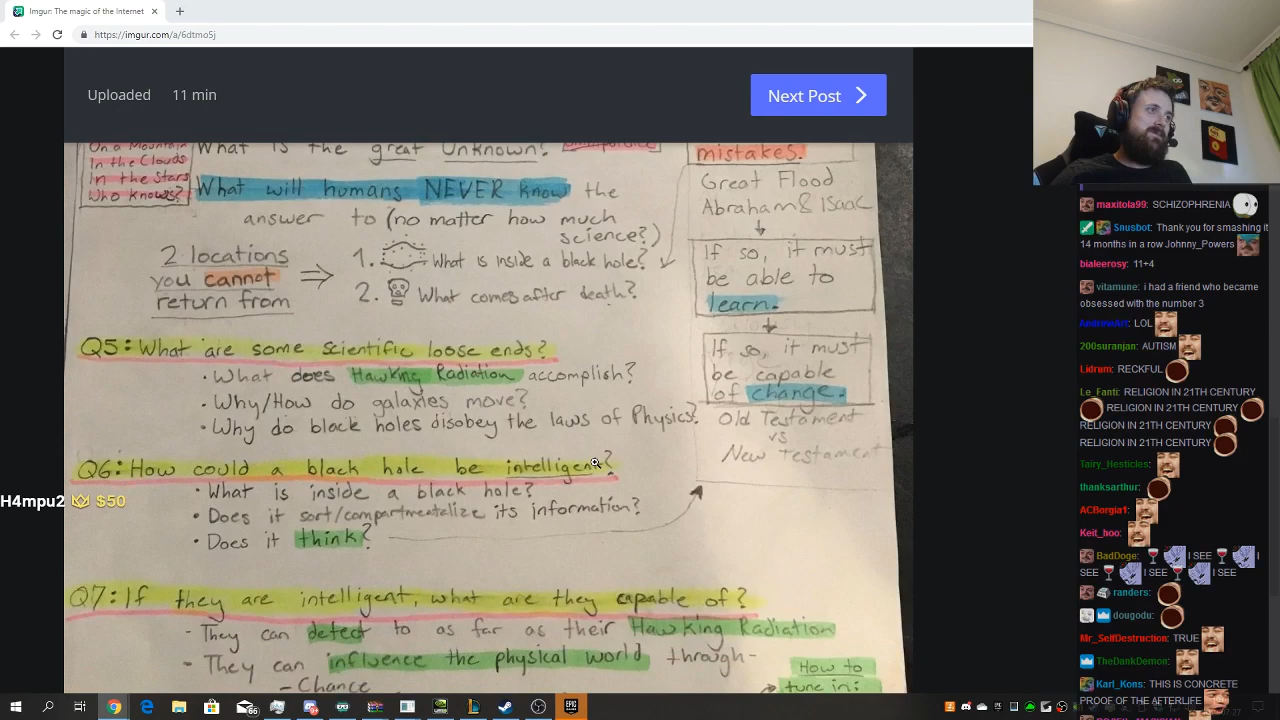 Imgur: The magic of the Internet
https://imgur.com/a/6dtmoSj
Uploaded 11 min
Next Post
On a Mountain
In the Clouds
In the Stars
Who knows?
What is the great Unknown?
What will humans NEVER know the
answer to (no matter how much
science?)
2 locations
you cannot
return from
1. What is inside a black hole?
2. What comes after death?
mistakes.
Great Flood
Abraham & ISaac
If so, it must
be able to
learn.
If so, it must
be capable
of change.
Old Testament
vs
New Testament
Q5: What are some scientific loose ends?
• What does Hawking Radiation accomplish?
• Why/How do galaxies move?
• Why do black holes disobey the laws of Physics?
Q6: How could a black hole be intelligent?
• What is inside a black hole?
• Does it sort/compartmentalize its information?
• Does it think?
H4mpu2 $50
Q7: If they are intelligent, what are they capable of?
- They can detect to as far as their Hawking Radiation
- They can influence the physical world through-
- Chance
How to
tune in:
maxitola99: SCHIZOPHRENIA
Snusbot: Thank you for smashing it
14 months in a row Johnny_Powers
bialeerosy: 11+4
vitamune: i had a friend who became
obsessed with the number 3
AndrewArt: LOL
200suranjan: AUTISM
Lidrum: RECKFUL
Le_Fanti: RELIGION IN 21TH CENTURY
RELIGION IN 21TH CENTURY
RELIGION IN 21TH CENTURY
RELIGION IN 21TH CENTURY
Tairy_Hesticles:
thanksarthur:
ACBorgia1:
Keit_hoo:
BadDoge: I SEE I
SEE I SEE I SEE
randers:
dougodu:
Mr_SelfDestruction: TRUE
TheDankDemon:
Karl_Kons: THIS IS CONCRETE
PROOF OF THE AFTERLIFE
EPIC